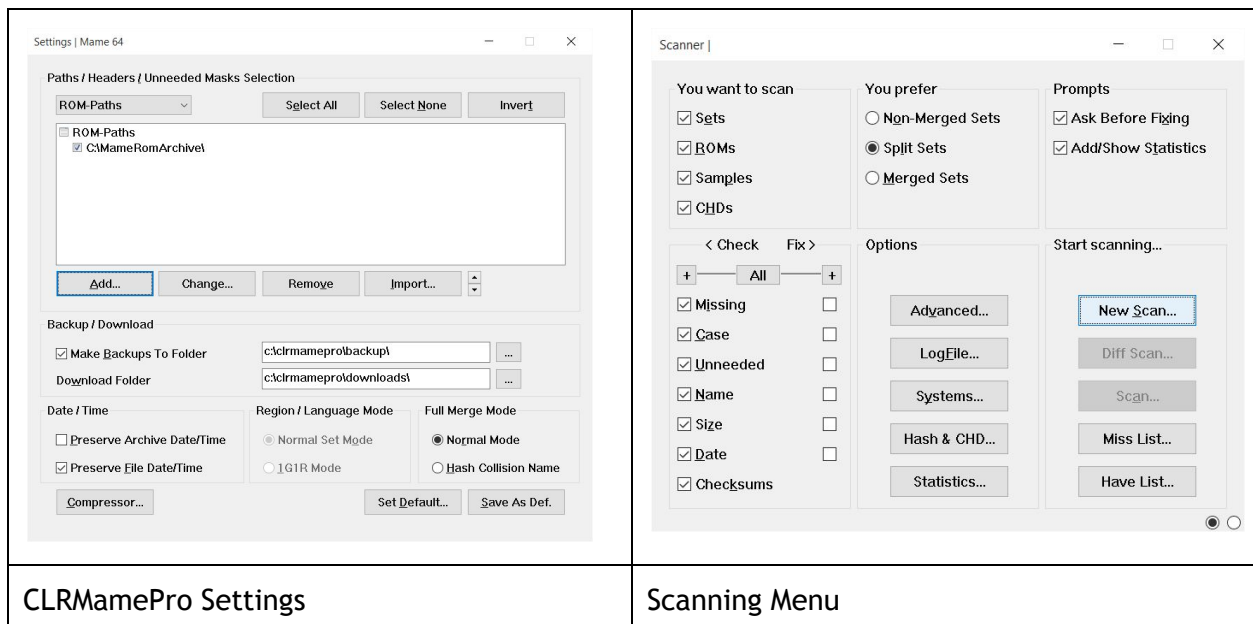 Settings | Mame 64
Paths / Headers / Unneeded Masks Selection
ROM-Paths
Select All
Select None
Invert
ROM-Paths
C:\MameRomArchive\
Add...
Change...
Remove
Import...
Backup / Download
Make Backups To Folder
c:\clrmamepro\backup\
...
Download Folder
c:\clrmamepro\downloads\
...
Date / Time
Preserve Archive Date/Time
Preserve File Date/Time
Region / Language Mode
Normal Set Mode
1G1R Mode
Full Merge Mode
Normal Mode
Hash Collision Name
Compressor...
Set Default...
Save As Def.
CLRMamePro Settings
Scanner |
You want to scan
Sets
ROMs
Samples
CHDs
You prefer
Non-Merged Sets
Split Sets
Merged Sets
Prompts
Ask Before Fixing
Add/Show Statistics
< Check Fix >
+ All +
Missing
Case
Unneeded
Name
Size
Date
Checksums
Options
Advanced...
LogFile...
Systems...
Hash & CHD...
Statistics...
Start scanning...
New Scan...
Diff Scan...
Scan...
Miss List...
Have List...
Scanning Menu